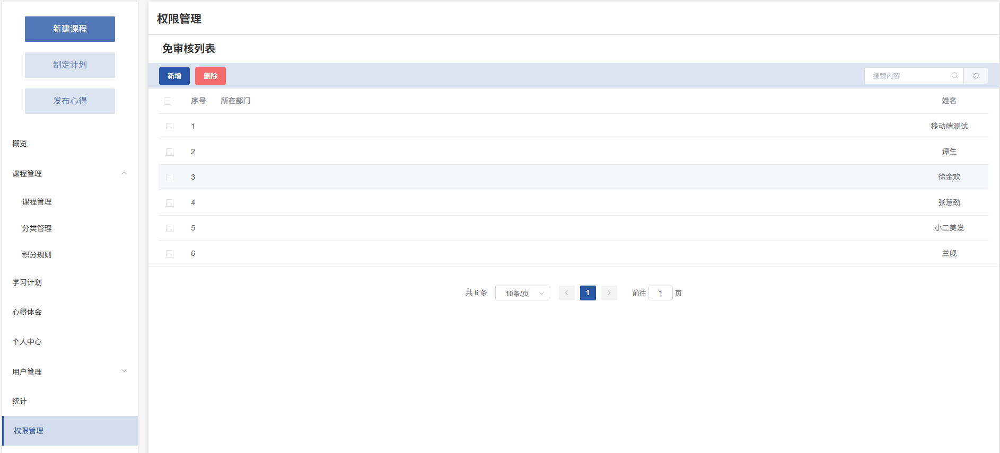 新建课程
制定计划
发布心得
概览
课程管理
课程管理
分类管理
积分规则
学习计划
心得体会
个人中心
用户管理
统计
权限管理
权限管理
免审核列表
新增 删除 搜索内容
序号 所在部门 姓名
1 移动端测试
2 谭生
3 徐金欢
4 张慧劲
5 小二美发
6 兰舰
共 6 条 10条/页 1 前往 1 页